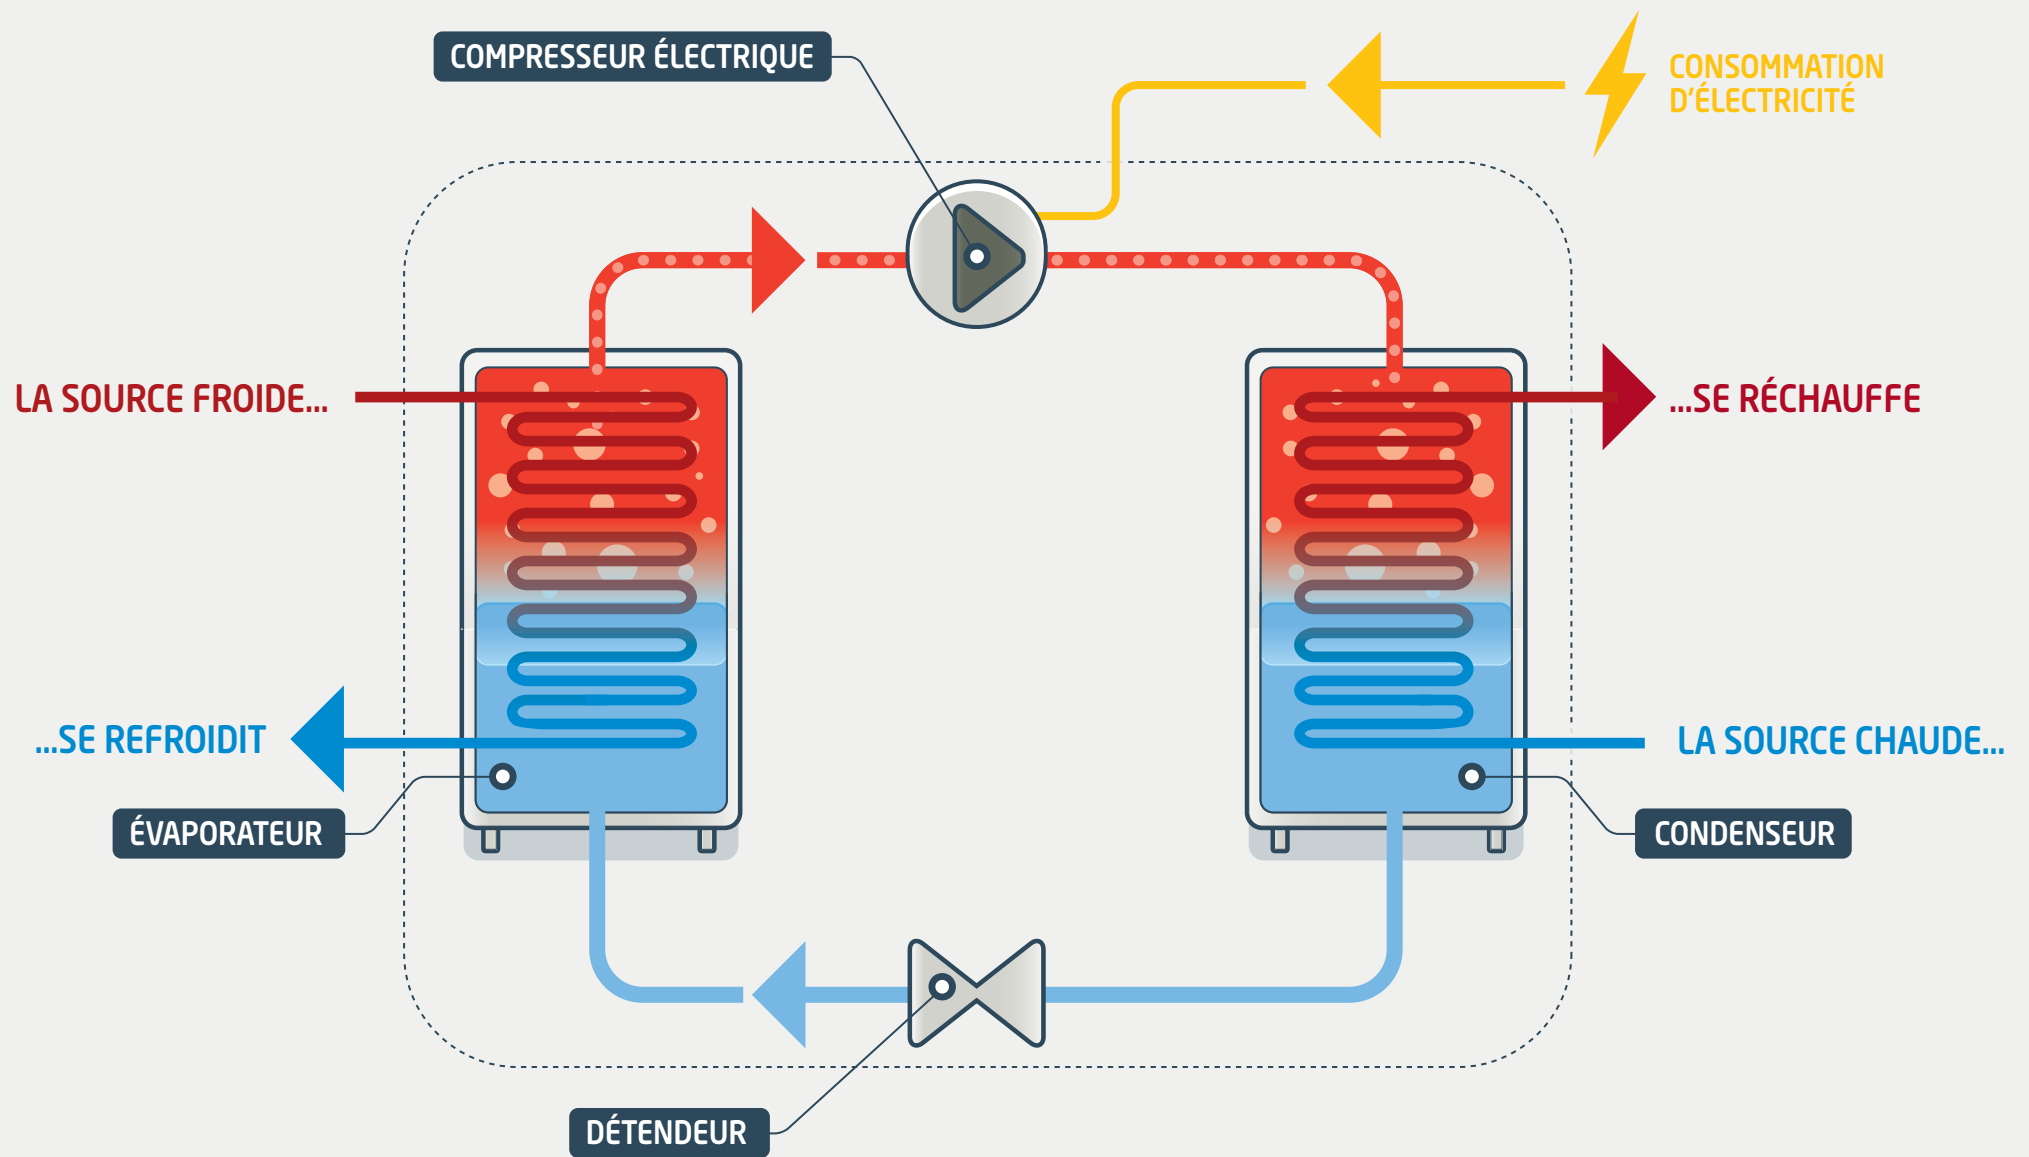 COMPRESSEUR ÉLECTRIQUE
CONSOMMATION
D'ÉLECTRICITÉ
LA SOURCE FROIDE...
...SE RÉCHAUFFE
...SE REFROIDIT
LA SOURCE CHAUDE...
ÉVAPORATEUR
CONDENSEUR
DÉTENDEUR